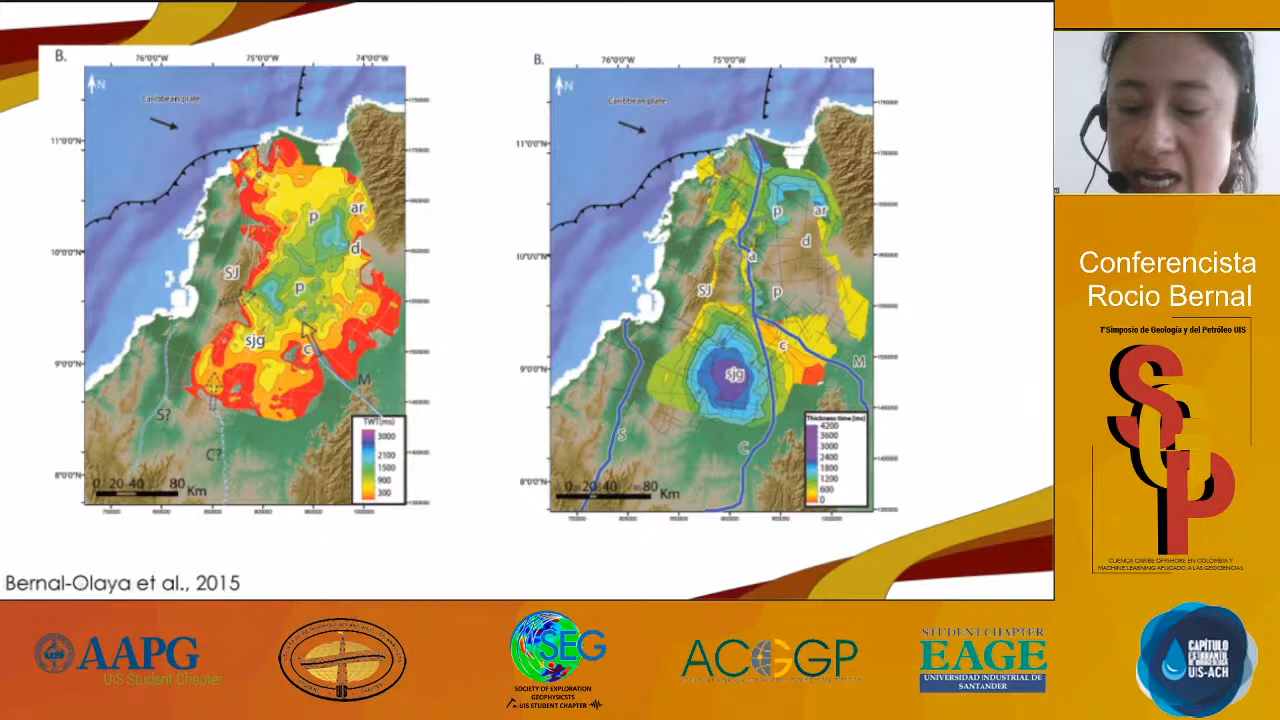 B.
76°0'0"W 75°0'0"W 74°0'0"W
N
Caribbean plate
11°0'0"N
10°0'0"N
9°0'0"N
8°0'0"N
p
ar
d
SJ
p
sjg
c
M
S?
C?
TWT(ms)
3000
2100
1500
900
300
0 20 40 80
Km
B.
76°0'0"W 75°0'0"W 74°0'0"W
N
Caribbean plate
11°0'0"N
10°0'0"N
9°0'0"N
8°0'0"N
p
ar
d
a
SJ
p
c
sjg
M
S
C
Thickness time (ms)
4200
3600
3000
2400
1800
1200
600
0
0 20 40 80
Km
Bernal-Olaya et al., 2015
Conferencista
Rocio Bernal
1°Simposio de Geología y del Petróleo UIS
SGP
CUENCA CARIBE OFFSHORE EN COLOMBIA Y
MACHINE LEARNING APLICADO A LAS GEOCIENCIAS
AAPG
UIS Student Chapter
SEG
SOCIETY OF EXPLORATION
GEOPHYSICSTS
UIS STUDENT CHAPTER
ACGGP
STUDENT CHAPTER
EAGE
UNIVERSIDAD INDUSTRIAL DE
SANTANDER
CAPÍTULO
ESTUDIANTIL
DE HIDROGEOLOGÍA
UIS-ACH